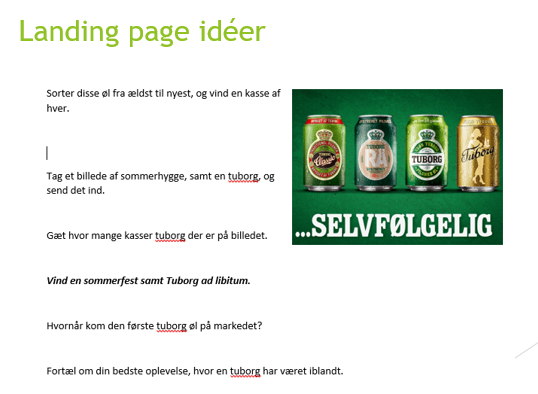 Landing page idéer
Sorter disse øl fra ældst til nyest, og vind en kasse af
hver.
Tag et billede af sommerhygge, samt en tuborg, og
send det ind.
Gæt hvor mange kasser tuborg der er på billedet.
Vind en sommerfest samt Tuborg ad libitum.
Hvornår kom den første tuborg øl på markedet?
Fortæl om din bedste oplevelse, hvor en tuborg har været iblandt.
Classic
TUBORG
RÅ
TUBORG
Tuborg
...SELVFØLGELIG